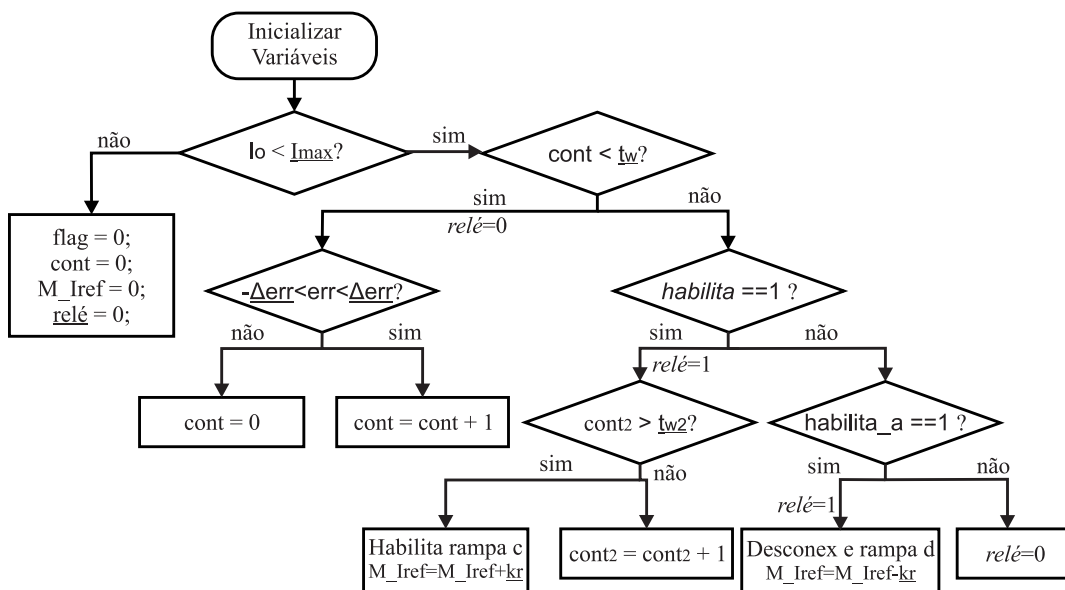 Inicializar
Variáveis
não
Io < Imax?
sim
cont < tw?
sim
não
relé=0
flag = 0;
cont = 0;
M_Iref = 0;
relé = 0;
-Δerr<err<Δerr?
habilita ==1 ?
não
sim
sim
não
relé=1
cont = 0
cont = cont + 1
cont2 > tw2?
habilita_a ==1 ?
sim
não
sim
não
relé=1
Habilita rampa c
M_Iref=M_Iref+kr
cont2 = cont2 + 1
Desconex e rampa d
M_Iref=M_Iref-kr
relé=0